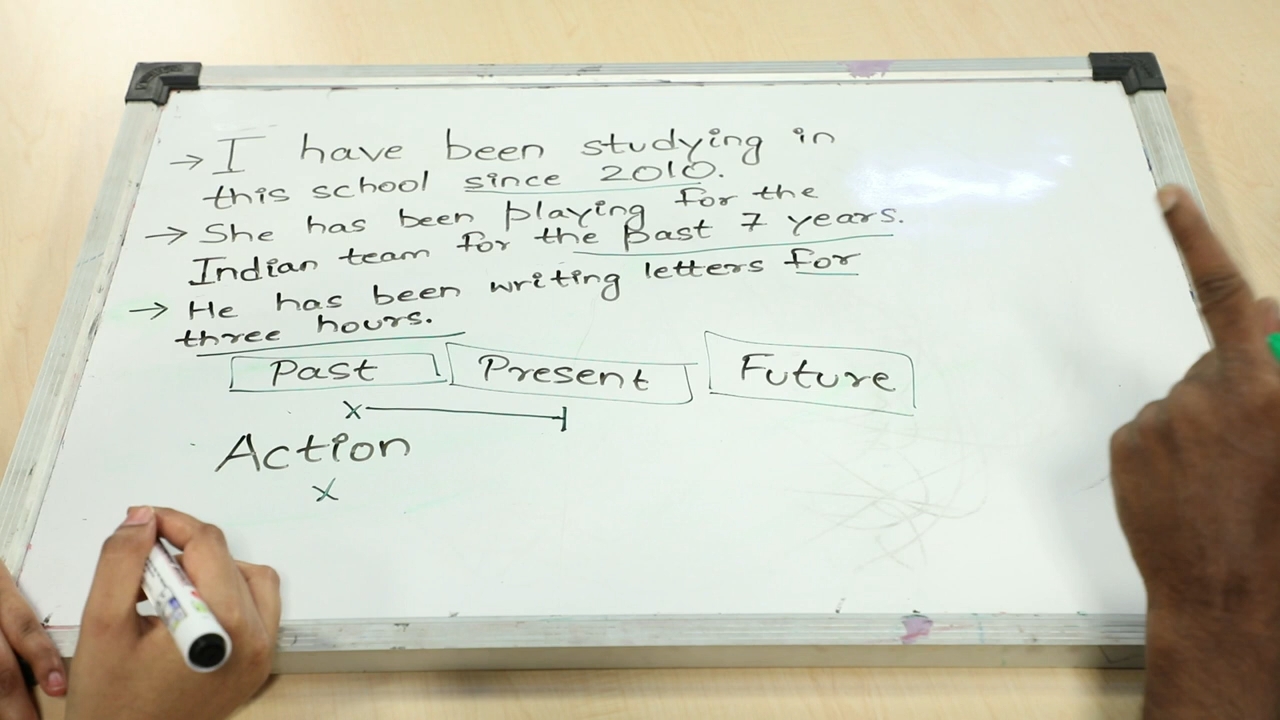 → I have been studying in
this school since 2010.
→ She has been playing for the
Indian team for the past 7 years.
→ He has been writing letters for
three hours.
Past Present Future
x
Action
x